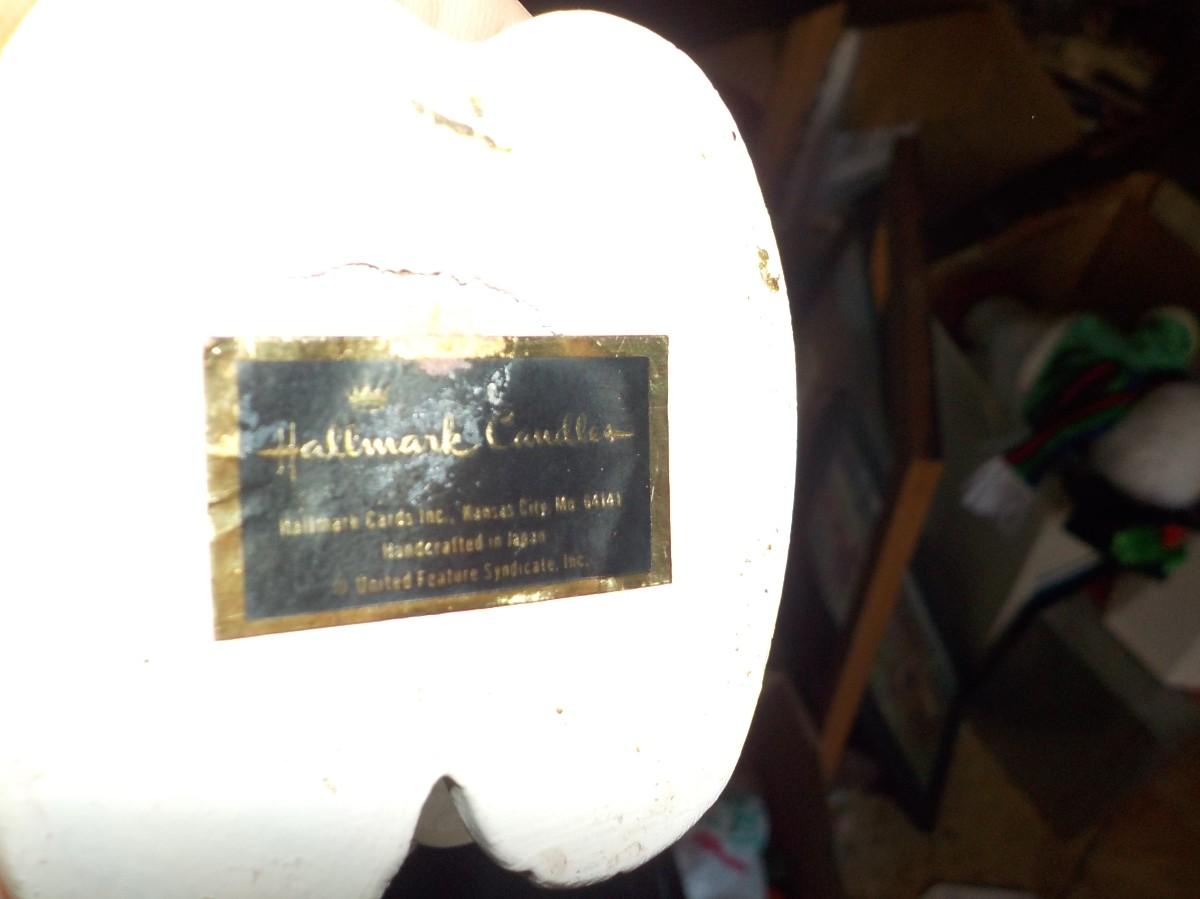 Hallmark Candles
Hallmark Cards Inc., Kansas City, Mo. 64141
Handcrafted in Japan
© United Feature Syndicate, Inc.